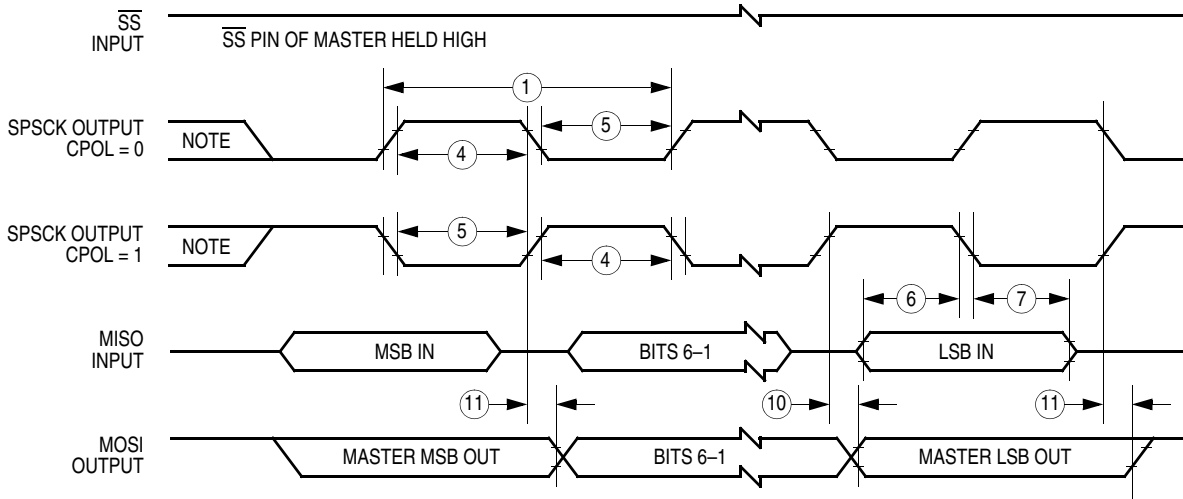 SS
INPUT
SS PIN OF MASTER HELD HIGH
1
SPSCK OUTPUT
CPOL = 0
NOTE
5
4
SPSCK OUTPUT
CPOL = 1
NOTE
5
4
6
7
MISO
INPUT
MSB IN
BITS 6–1
LSB IN
11
10
11
MOSI
OUTPUT
MASTER MSB OUT
BITS 6–1
MASTER LSB OUT